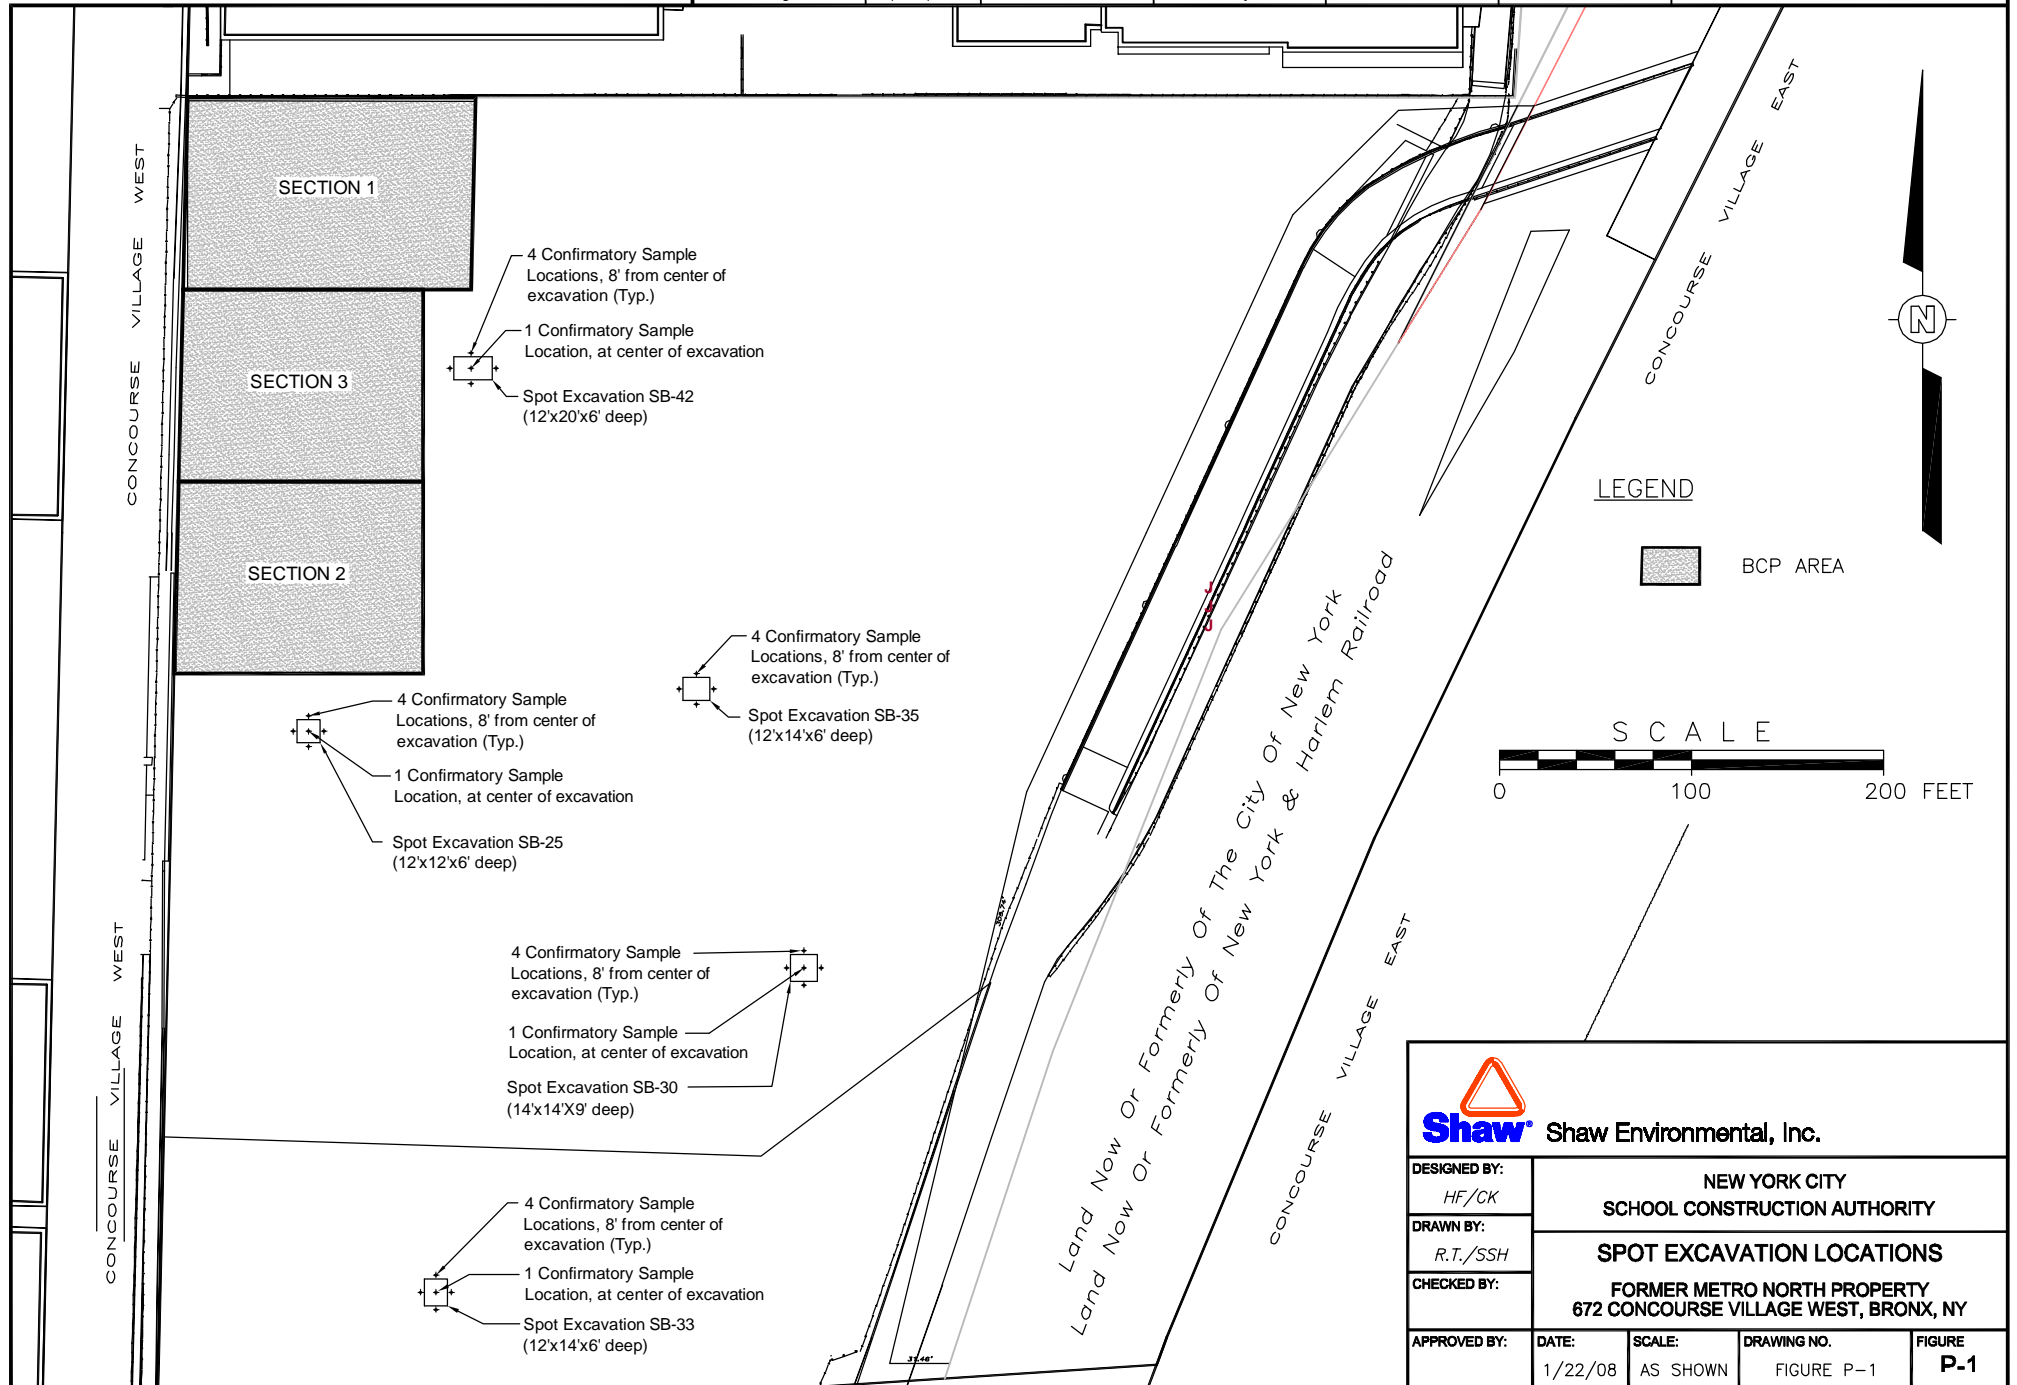 CONCOURSE VILLAGE WEST
SECTION 1
SECTION 3
SECTION 2
4 Confirmatory Sample
Locations, 8' from center of
excavation (Typ.)
1 Confirmatory Sample
Location, at center of excavation
Spot Excavation SB-42
(12'x20'x6' deep)
4 Confirmatory Sample
Locations, 8' from center of
excavation (Typ.)
Spot Excavation SB-35
(12'x14'x6' deep)
4 Confirmatory Sample
Locations, 8' from center of
excavation (Typ.)
1 Confirmatory Sample
Location, at center of excavation
Spot Excavation SB-25
(12'x12'x6' deep)
4 Confirmatory Sample
Locations, 8' from center of
excavation (Typ.)
1 Confirmatory Sample
Location, at center of excavation
Spot Excavation SB-30
(14'x14'X9' deep)
4 Confirmatory Sample
Locations, 8' from center of
excavation (Typ.)
1 Confirmatory Sample
Location, at center of excavation
Spot Excavation SB-33
(12'x14'x6' deep)
CONCOURSE VILLAGE WEST
J
J
J
31.46'
Land Now Or Formerly Of The City Of New York
Land Now Or Formerly Of New York & Harlem Railroad
CONCOURSE VILLAGE EAST
CONCOURSE VILLAGE EAST
N
LEGEND
BCP AREA
SCALE
0 100 200 FEET
Shaw® Shaw Environmental, Inc.
DESIGNED BY:
HF/CK
DRAWN BY:
R.T./SSH
CHECKED BY:
APPROVED BY:
NEW YORK CITY
SCHOOL CONSTRUCTION AUTHORITY
SPOT EXCAVATION LOCATIONS
FORMER METRO NORTH PROPERTY
672 CONCOURSE VILLAGE WEST, BRONX, NY
DATE:
1/22/08
SCALE:
AS SHOWN
DRAWING NO.
FIGURE P-1
FIGURE
P-1